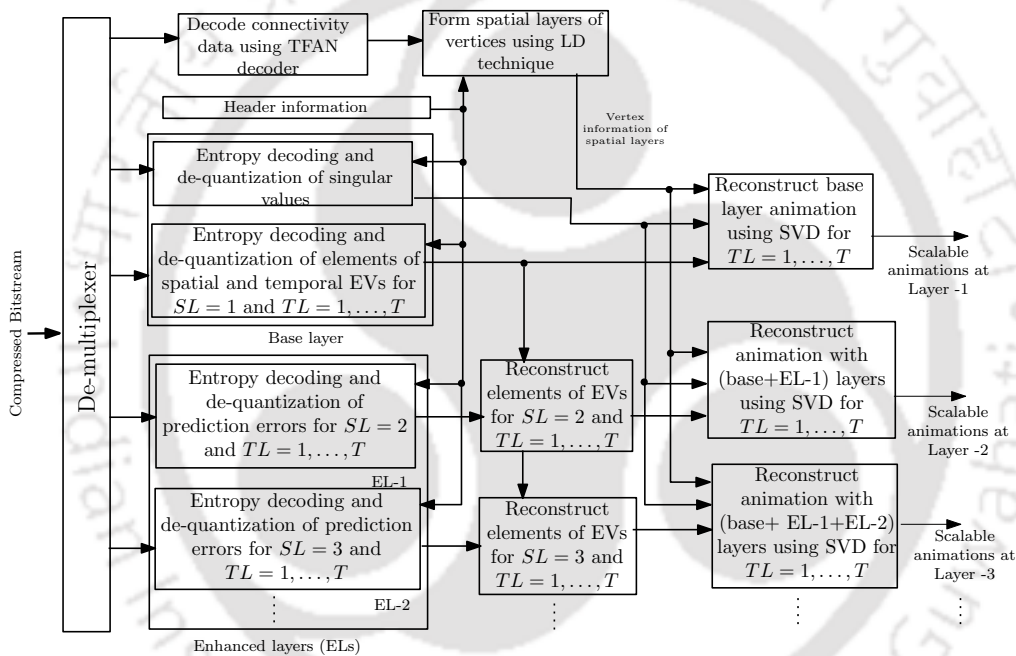 Compressed Bitstream
De-multiplexer
Decode connectivity
data using TFAN
decoder
Form spatial layers of
vertices using LD
technique
Header information
Vertex
information of
spatial layers
Entropy decoding and
de-quantization of singular
values
Entropy decoding and
de-quantization of elements of
spatial and temporal EVs for
SL = 1 and TL = 1, . . . , T
Base layer
Reconstruct base
layer animation
using SVD for
TL = 1, . . . , T
Scalable
animations at
Layer -1
Entropy decoding and
de-quantization of
prediction errors for SL = 2
and TL = 1, . . . , T
EL-1
Reconstruct
elements of EVs
for SL = 2 and
TL = 1, . . . , T
Reconstruct
animation with
(base+EL-1) layers
using SVD for
TL = 1, . . . , T
Scalable
animations at
Layer -2
Entropy decoding and
de-quantization of prediction
errors for SL = 3 and
TL = 1, . . . , T
EL-2
Reconstruct
elements of EVs
for SL = 3 and
TL = 1, . . . , T
Reconstruct
animation with
(base+ EL-1+EL-2)
layers using SVD for
TL = 1, . . . , T
Scalable
animations at
Layer -3
Enhanced layers (ELs)